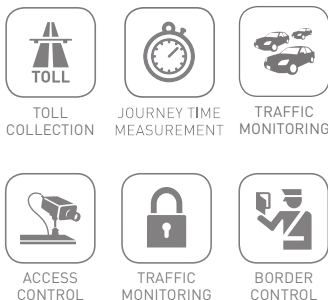 TOLL
TOLL
COLLECTION
JOURNEY TIME
MEASUREMENT
TRAFFIC
MONITORING
ACCESS
CONTROL
TRAFFIC
MONITORING
BORDER
CONTROL